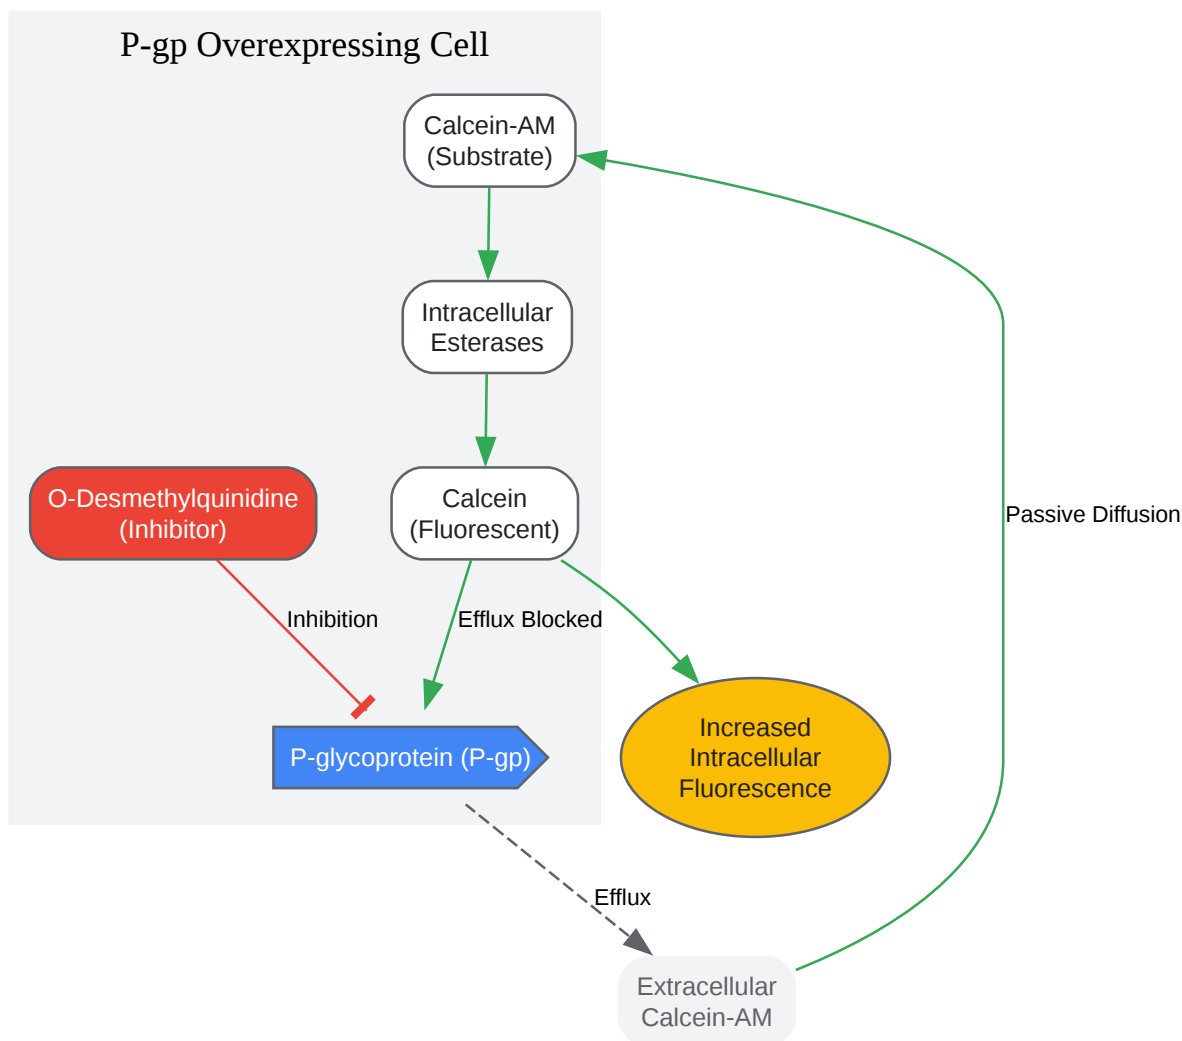 P-gp Overexpressing Cell
Calcein-AM
(Substrate)
Intracellular
Esterases
O-Desmethylquinidine
(Inhibitor)
Calcein
(Fluorescent)
Passive Diffusion
Inhibition
Efflux Blocked
P-glycoprotein (P-gp)
Increased
Intracellular
Fluorescence
Efflux
Extracellular
Calcein-AM